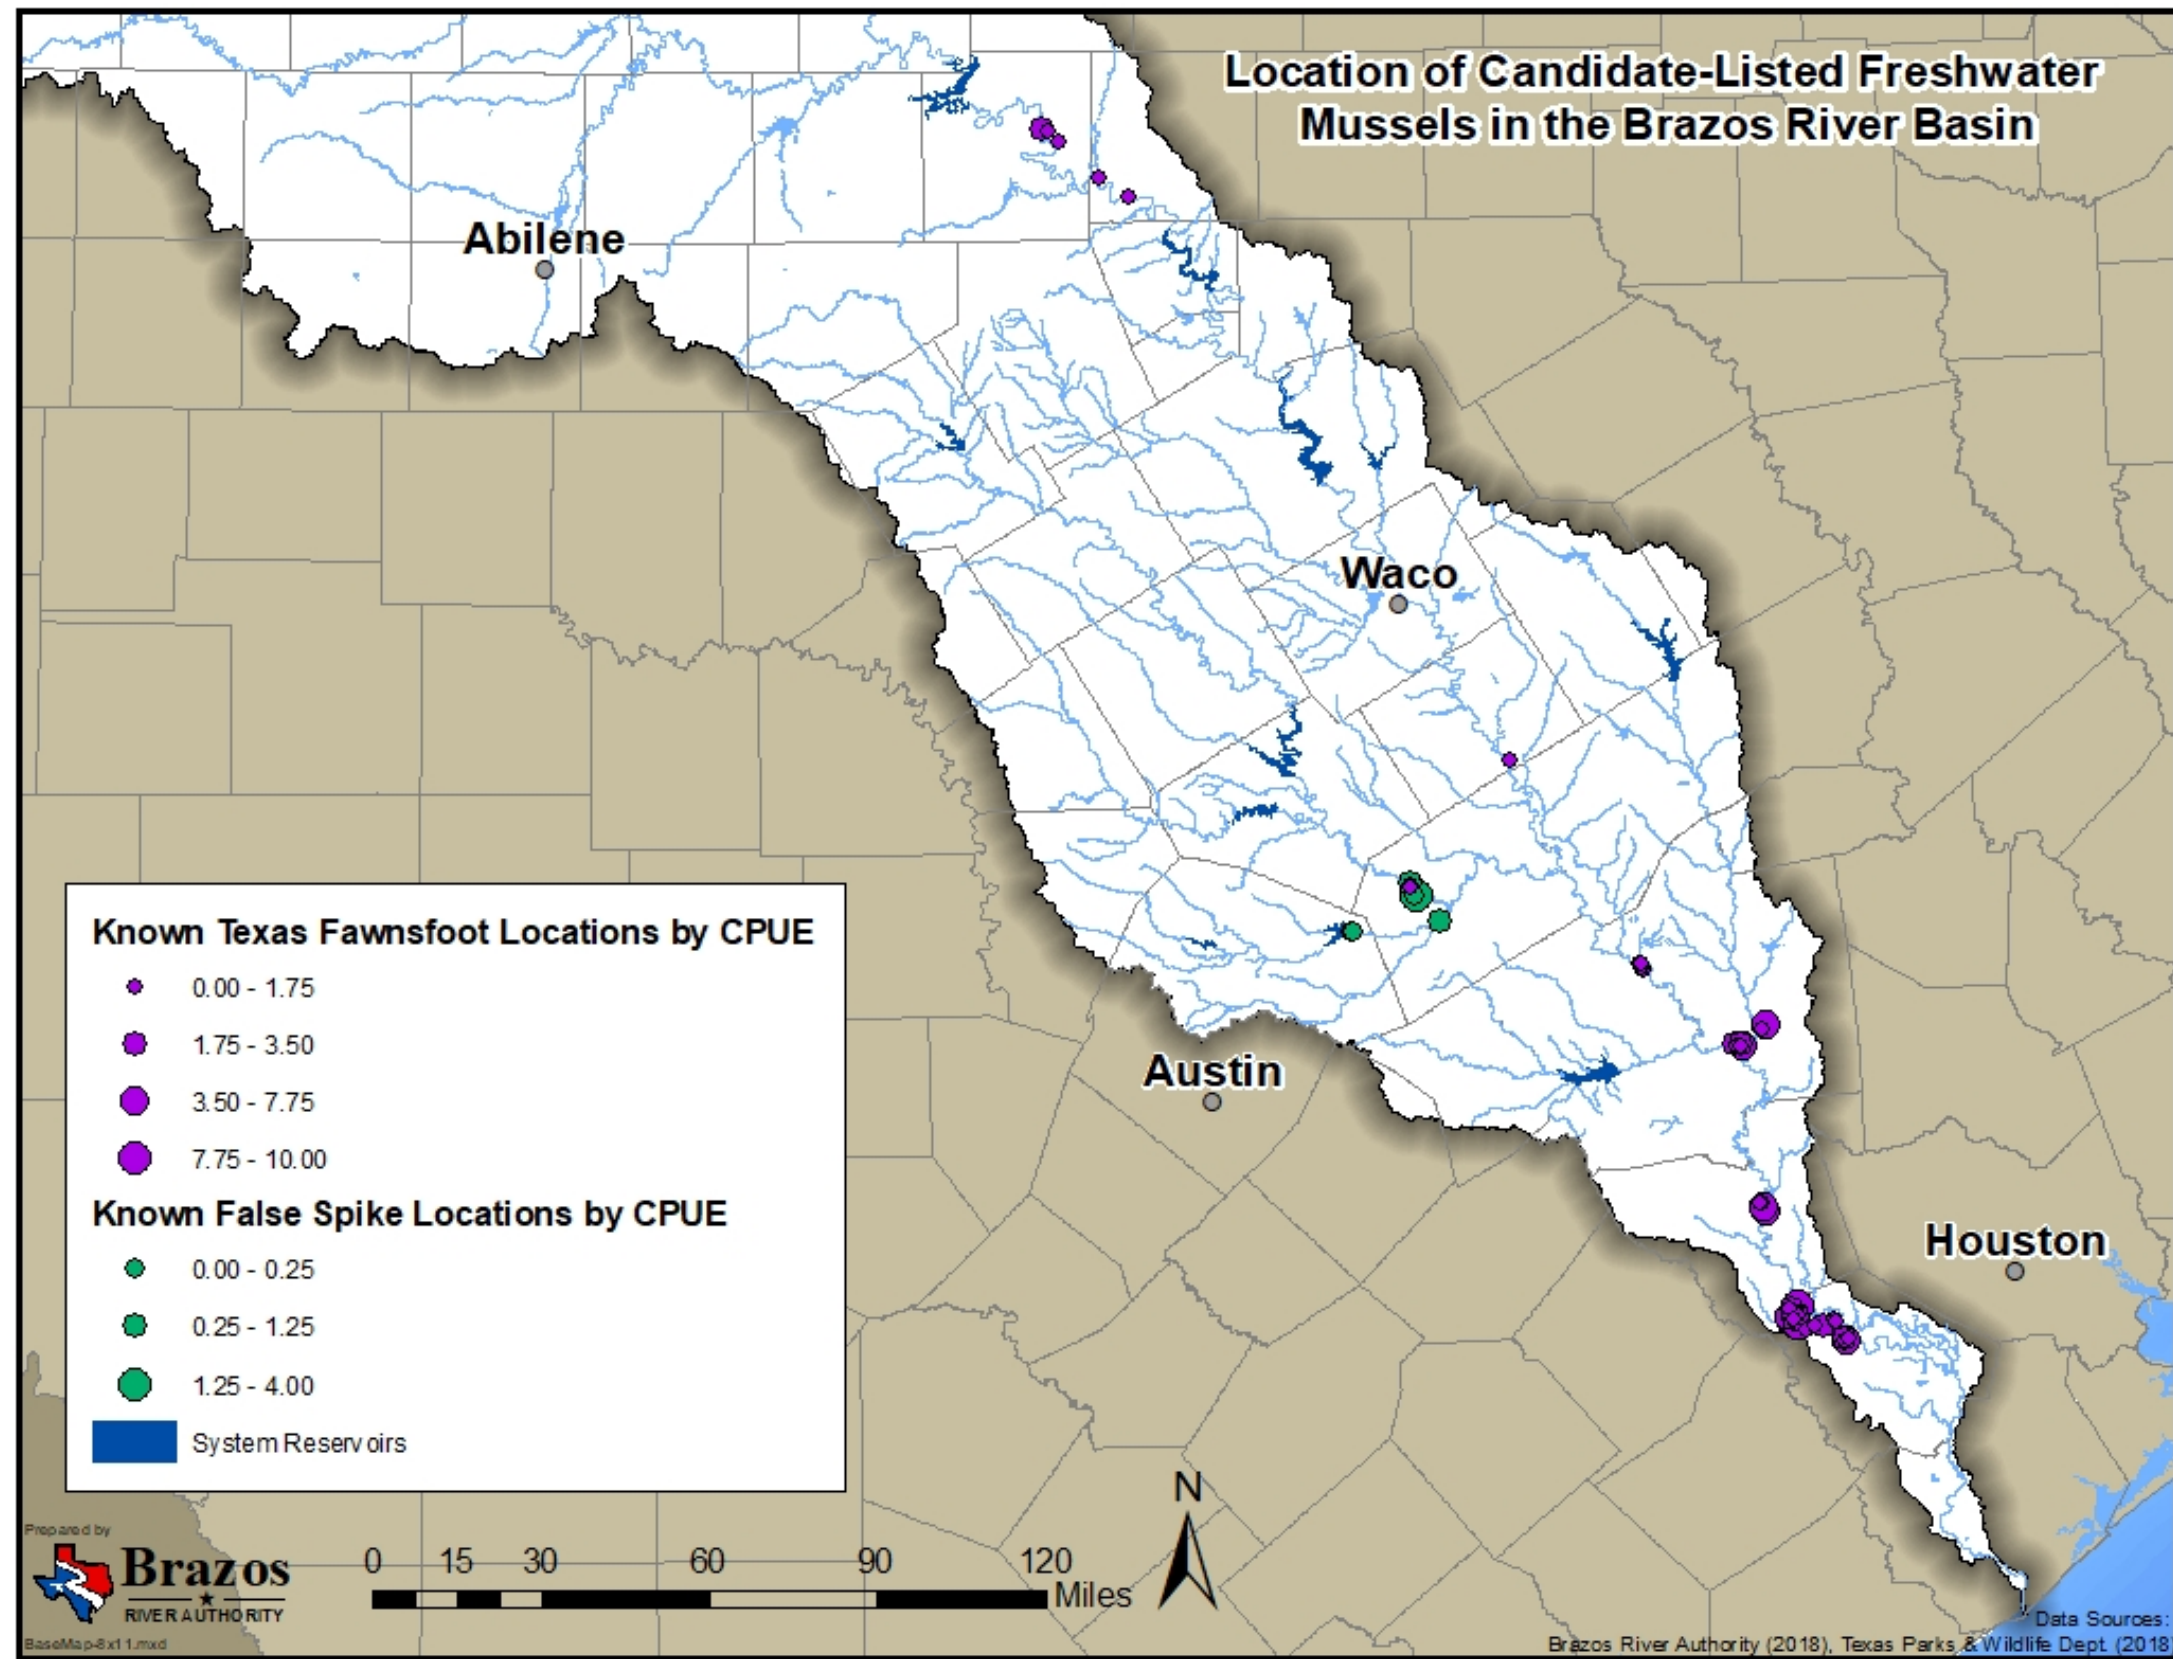 Location of Candidate-Listed Freshwater
Mussels in the Brazos River Basin
Abilene
Waco
Austin
Houston
Known Texas Fawnsfoot Locations by CPUE
0.00 - 1.75
1.75 - 3.50
3.50 - 7.75
7.75 - 10.00
Known False Spike Locations by CPUE
0.00 - 0.25
0.25 - 1.25
1.25 - 4.00
System Reservoirs
Prepared by
Brazos
RIVER AUTHORITY
BaseMap-8x11.mxd
0 15 30 60 90 120
Miles
N
Data Sources:
Brazos River Authority (2018), Texas Parks & Wildlife Dept. (2018)